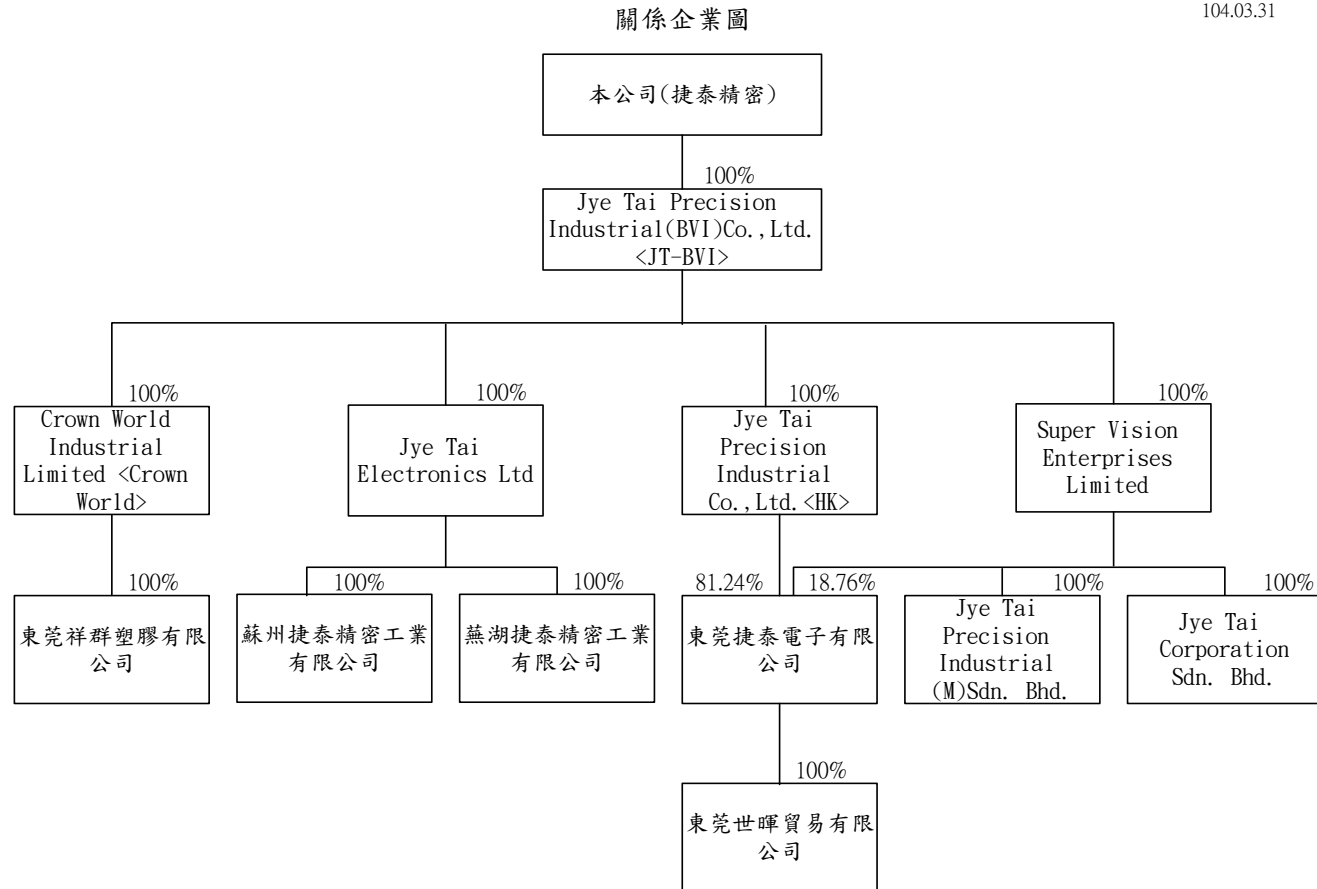 104.03.31
關係企業圖
本公司(捷泰精密)
100%
Jye Tai Precision
Industrial(BVI)Co.,Ltd.
<JT-BVI>
100%
Crown World
Industrial
Limited <Crown
World>
100%
Jye Tai
Electronics Ltd
100%
Jye Tai
Precision
Industrial
Co.,Ltd.<HK>
100%
Super Vision
Enterprises
Limited
100%
東莞祥群塑膠有限
公司
100%
蘇州捷泰精密工業
有限公司
100%
蕪湖捷泰精密工業
有限公司
81.24%
18.76%
東莞捷泰電子有限
公司
100%
Jye Tai
Precision
Industrial
(M)Sdn. Bhd.
100%
Jye Tai
Corporation
Sdn. Bhd.
100%
東莞世暉貿易有限
公司